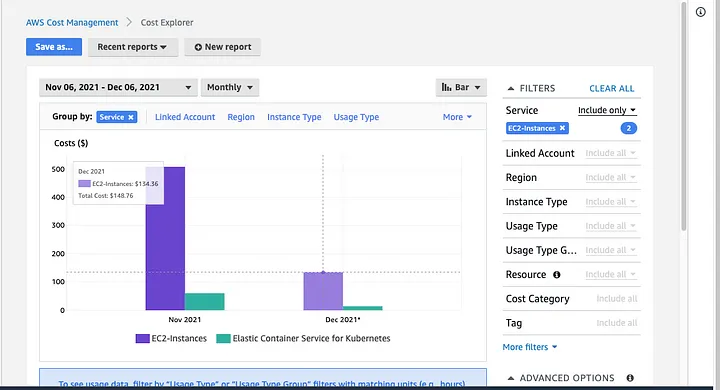 AWS Cost Management > Cost Explorer
Save as...
Recent reports
New report
Nov 06, 2021 - Dec 06, 2021
Monthly
Bar
Group by: Service × Linked Account Region Instance Type Usage Type More
Costs ($)
500
400
300
200
100
0
Dec 2021
EC2-Instances: $134.36
Total Cost: $148.76
Nov 2021
Dec 2021*
EC2-Instances
Elastic Container Service for Kubernetes
To see usage data, filter by "Usage Type" or "Usage Type Group" filters with matching units (e.g., hours)
FILTERS
CLEAR ALL
Service Include only
EC2-Instances × 2
Linked Account Include all
Region Include all
Instance Type Include all
Usage Type Include all
Usage Type G... Include all
Resource Include all
Cost Category Include all
Tag Include all
More filters
ADVANCED OPTIONS